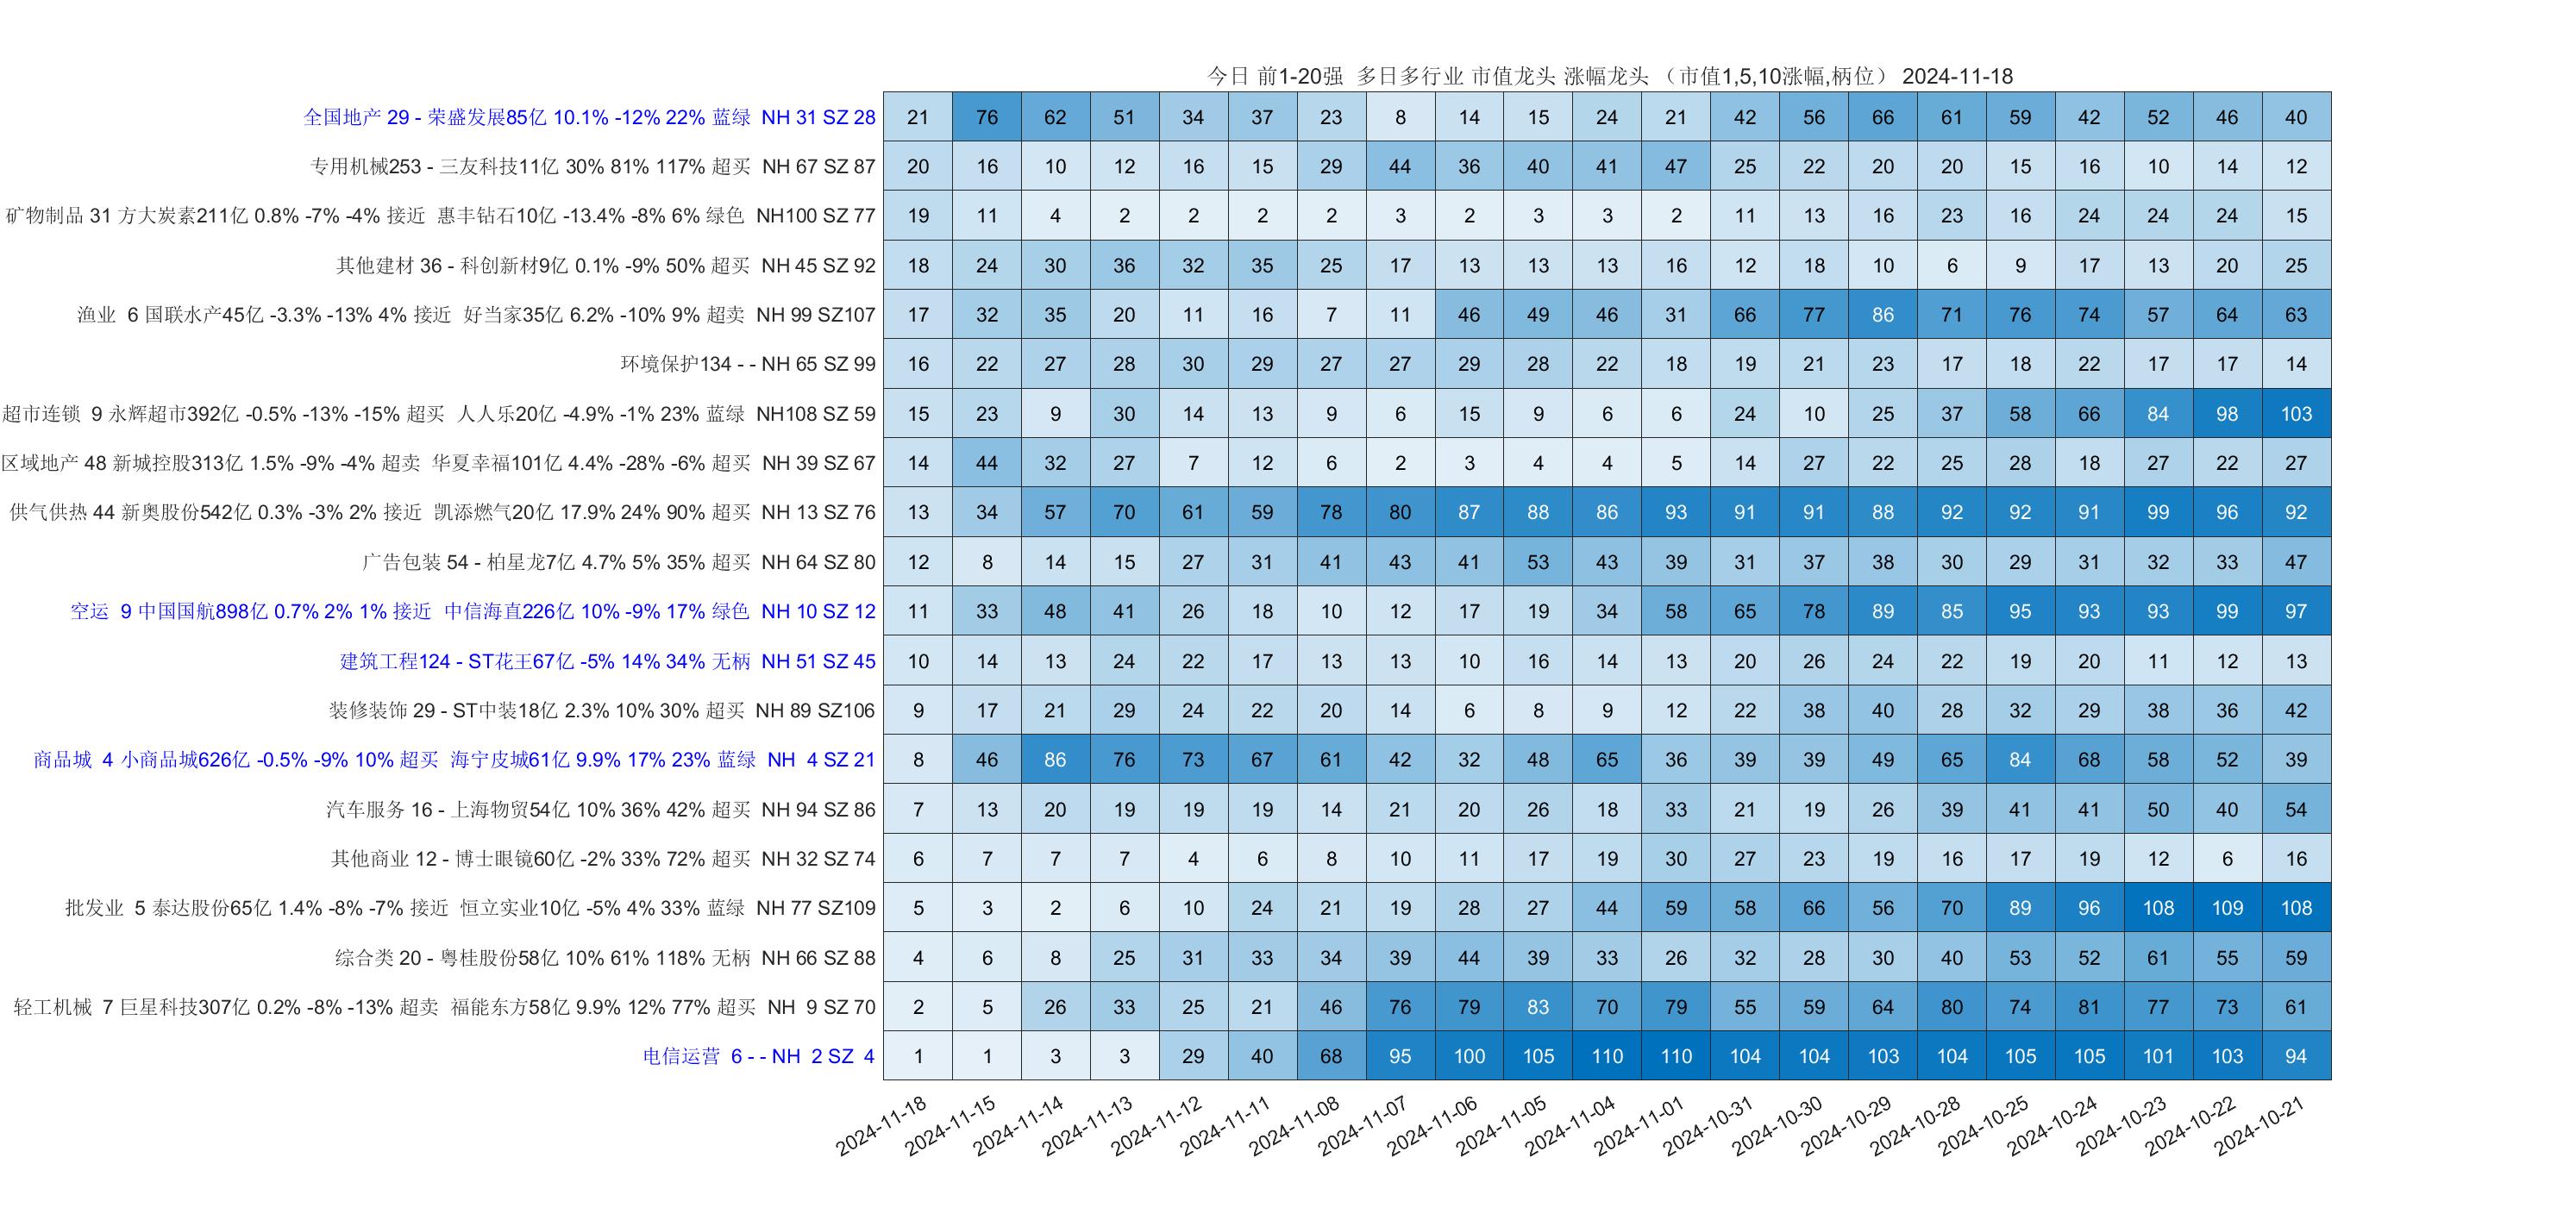 今日 前1-20强 多日多行业 市值龙头 涨幅龙头 （市值1,5,10涨幅,柄位） 2024-11-18
全国地产 29 - 荣盛发展85亿 10.1% -12% 22% 蓝绿 NH 31 SZ 28 21 76 62 51 34 37 23 8 14 15 24 21 42 56 66 61 59 42 52 46 40
专用机械253 - 三友科技11亿 30% 81% 117% 超买 NH 67 SZ 87 20 16 10 12 16 15 29 44 36 40 41 47 25 22 20 20 15 16 10 14 12
矿物制品 31 方大炭素211亿 0.8% -7% -4% 接近 惠丰钻石10亿 -13.4% -8% 6% 绿色 NH100 SZ 77 19 11 4 2 2 2 2 3 2 3 3 2 11 13 16 23 16 24 24 24 15
其他建材 36 - 科创新材9亿 0.1% -9% 50% 超买 NH 45 SZ 92 18 24 30 36 32 35 25 17 13 13 13 16 12 18 10 6 9 17 13 20 25
渔业 6 国联水产45亿 -3.3% -13% 4% 接近 好当家35亿 6.2% -10% 9% 超卖 NH 99 SZ107 17 32 35 20 11 16 7 11 46 49 46 31 66 77 86 71 76 74 57 64 63
环境保护134 - - NH 65 SZ 99 16 22 27 28 30 29 27 27 29 28 22 18 19 21 23 17 18 22 17 17 14
超市连锁 9 永辉超市392亿 -0.5% -13% -15% 超买 人人乐20亿 -4.9% -1% 23% 蓝绿 NH108 SZ 59 15 23 9 30 14 13 9 6 15 9 6 6 24 10 25 37 58 66 84 98 103
区域地产 48 新城控股313亿 1.5% -9% -4% 超卖 华夏幸福101亿 4.4% -28% -6% 超买 NH 39 SZ 67 14 44 32 27 7 12 6 2 3 4 4 5 14 27 22 25 28 18 27 22 27
供气供热 44 新奥股份542亿 0.3% -3% 2% 接近 凯添燃气20亿 17.9% 24% 90% 超买 NH 13 SZ 76 13 34 57 70 61 59 78 80 87 88 86 93 91 91 88 92 92 91 99 96 92
广告包装 54 - 柏星龙7亿 4.7% 5% 35% 超买 NH 64 SZ 80 12 8 14 15 27 31 41 43 41 53 43 39 31 37 38 30 29 31 32 33 47
空运 9 中国国航898亿 0.7% 2% 1% 接近 中信海直226亿 10% -9% 17% 绿色 NH 10 SZ 12 11 33 48 41 26 18 10 12 17 19 34 58 65 78 89 85 95 93 93 99 97
建筑工程124 - ST花王67亿 -5% 14% 34% 无柄 NH 51 SZ 45 10 14 13 24 22 17 13 13 10 16 14 13 20 26 24 22 19 20 11 12 13
装修装饰 29 - ST中装18亿 2.3% 10% 30% 超买 NH 89 SZ106 9 17 21 29 24 22 20 14 6 8 9 12 22 38 40 28 32 29 38 36 42
商品城 4 小商品城626亿 -0.5% -9% 10% 超买 海宁皮城61亿 9.9% 17% 23% 蓝绿 NH 4 SZ 21 8 46 86 76 73 67 61 42 32 48 65 36 39 39 49 65 84 68 58 52 39
汽车服务 16 - 上海物贸54亿 10% 36% 42% 超买 NH 94 SZ 86 7 13 20 19 19 19 14 21 20 26 18 33 21 19 26 39 41 41 50 40 54
其他商业 12 - 博士眼镜60亿 -2% 33% 72% 超买 NH 32 SZ 74 6 7 7 7 4 6 8 10 11 17 19 30 27 23 19 16 17 19 12 6 16
批发业 5 泰达股份65亿 1.4% -8% -7% 接近 恒立实业10亿 -5% 4% 33% 蓝绿 NH 77 SZ109 5 3 2 6 10 24 21 19 28 27 44 59 58 66 56 70 89 96 108 109 108
综合类 20 - 粤桂股份58亿 10% 61% 118% 无柄 NH 66 SZ 88 4 6 8 25 31 33 34 39 44 39 33 26 32 28 30 40 53 52 61 55 59
轻工机械 7 巨星科技307亿 0.2% -8% -13% 超卖 福能东方58亿 9.9% 12% 77% 超买 NH 9 SZ 70 2 5 26 33 25 21 46 76 79 83 70 79 55 59 64 80 74 81 77 73 61
电信运营 6 - - NH 2 SZ 4 1 1 3 3 29 40 68 95 100 105 110 110 104 104 103 104 105 105 101 103 94
2024-11-18 2024-11-15 2024-11-14 2024-11-13 2024-11-12 2024-11-11 2024-11-08 2024-11-07 2024-11-06 2024-11-05 2024-11-04 2024-11-01 2024-10-31 2024-10-30 2024-10-29 2024-10-28 2024-10-25 2024-10-24 2024-10-23 2024-10-22 2024-10-21